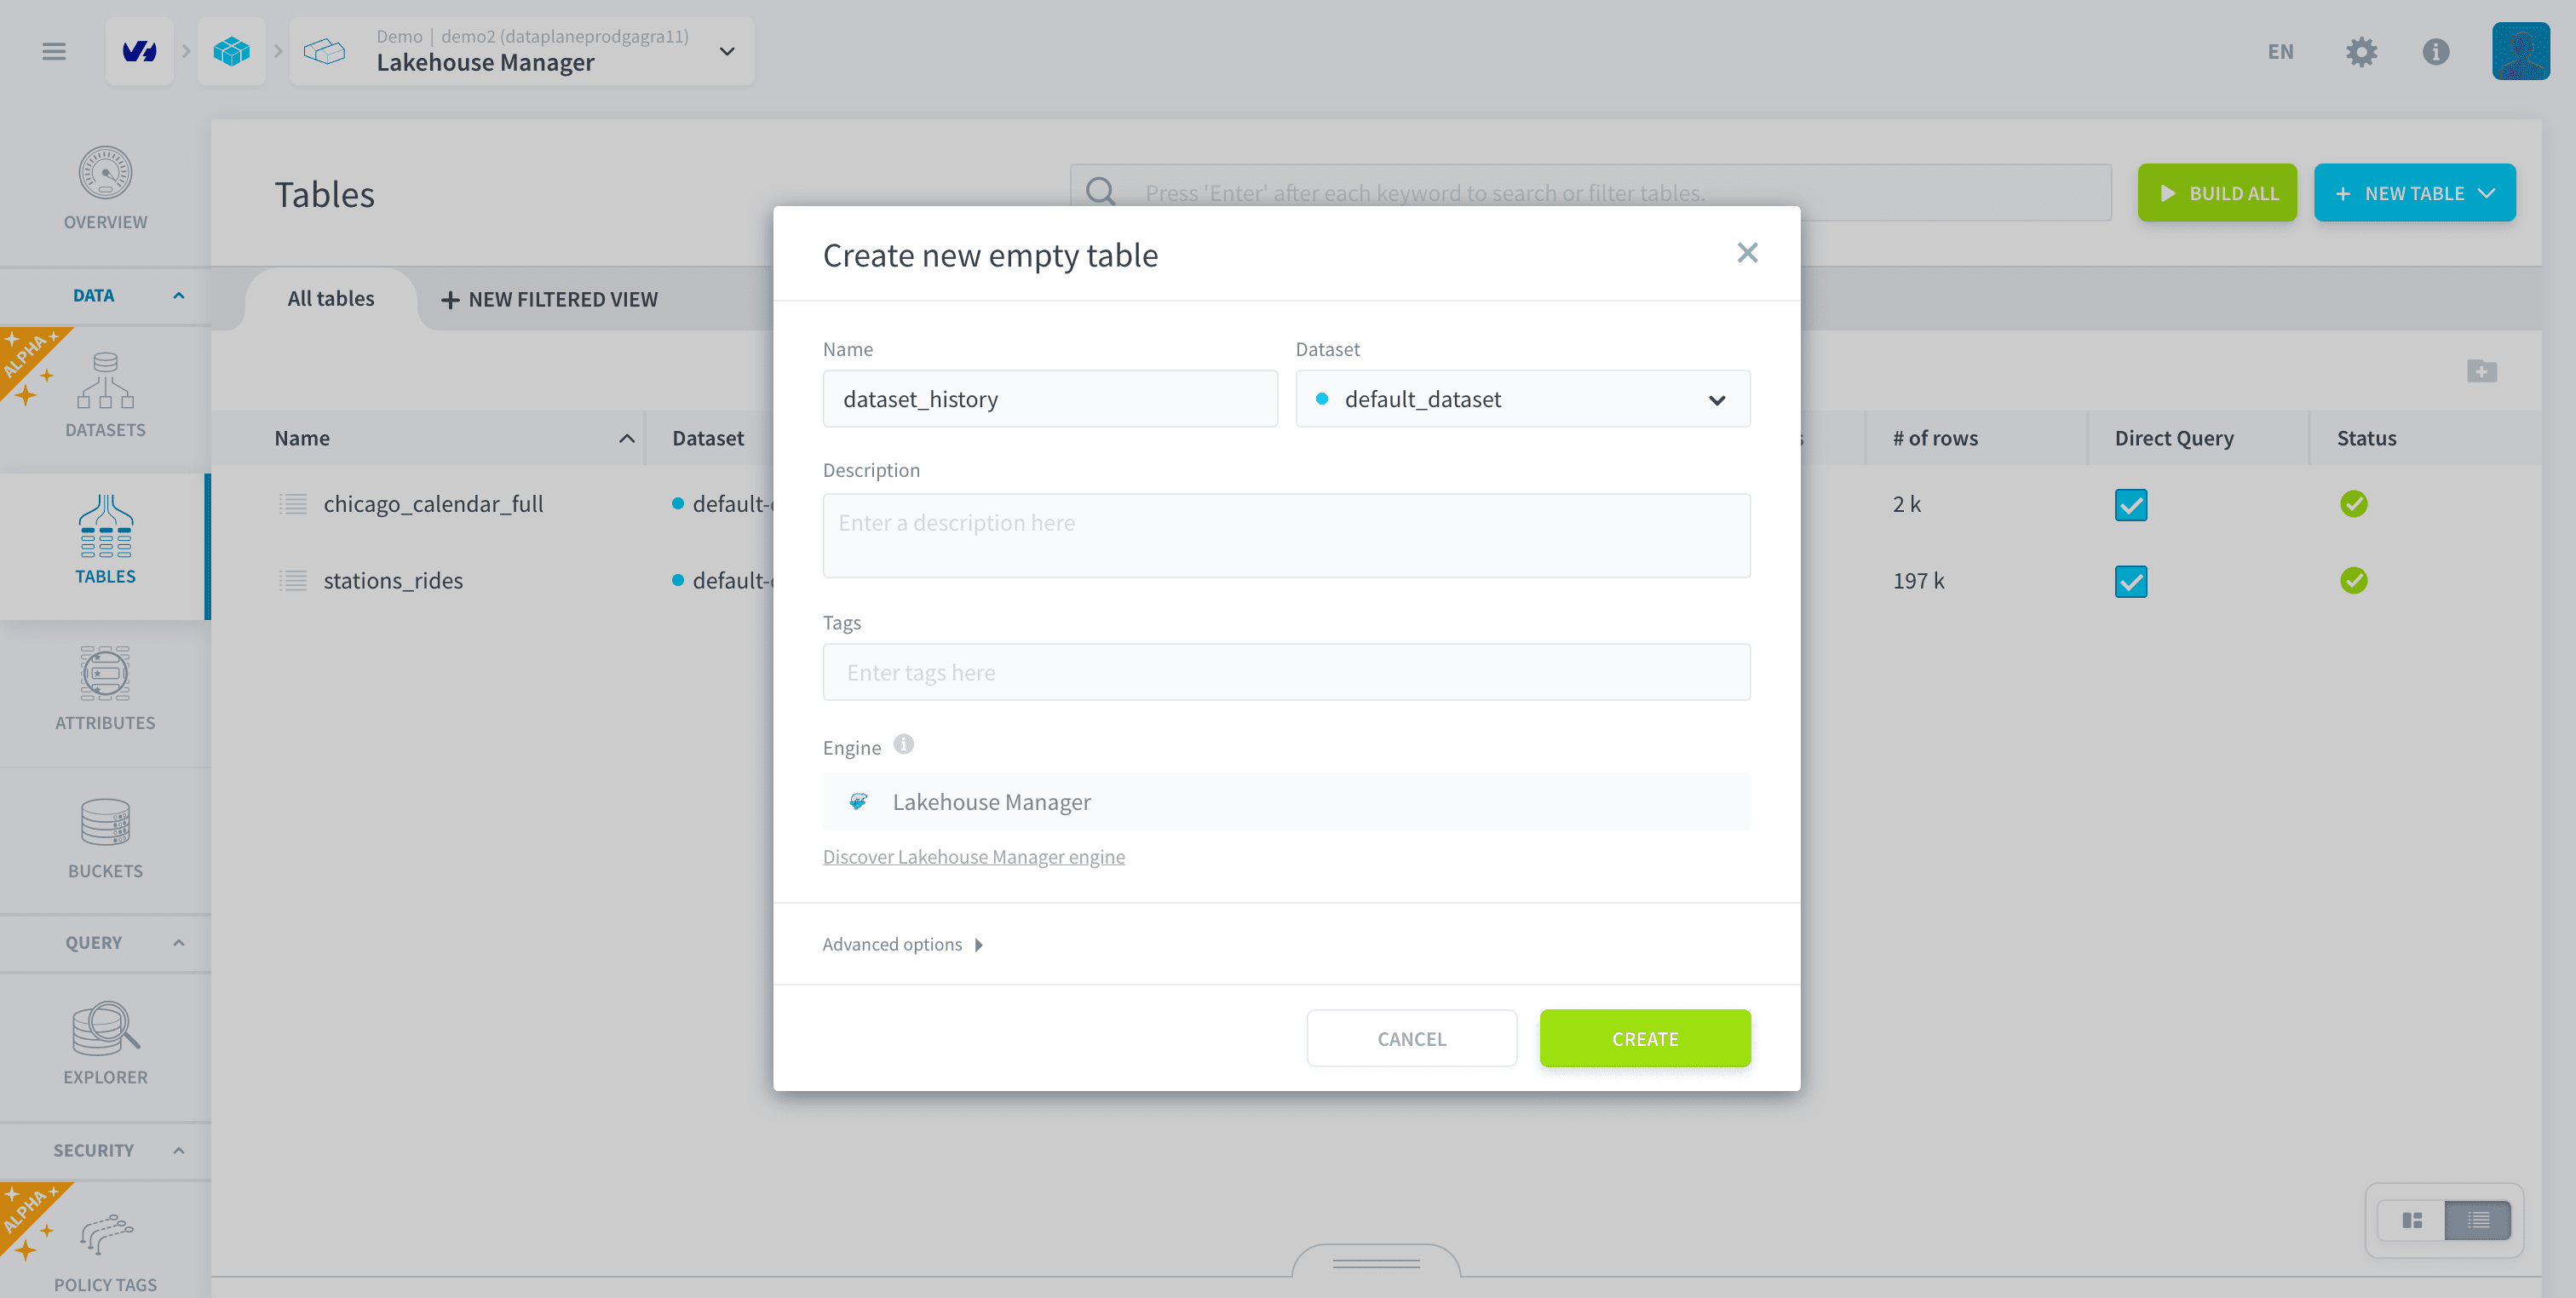 Demo | demo2 (dataplaneprodgagra11)
Lakehouse Manager
EN
OVERVIEW
DATA
ALPHA
DATASETS
TABLES
ATTRIBUTES
BUCKETS
QUERY
EXPLORER
SECURITY
ALPHA
POLICY TAGS
Tables
Press 'Enter' after each keyword to search or filter tables.
BUILD ALL
+ NEW TABLE
All tables
+ NEW FILTERED VIEW
Name Dataset # of rows Direct Query Status
chicago_calendar_full default- 2 k
stations_rides default- 197 k
Create new empty table
Name Dataset
dataset_history default_dataset
Description
Enter a description here
Tags
Enter tags here
Engine
Lakehouse Manager
Discover Lakehouse Manager engine
Advanced options
CANCEL CREATE